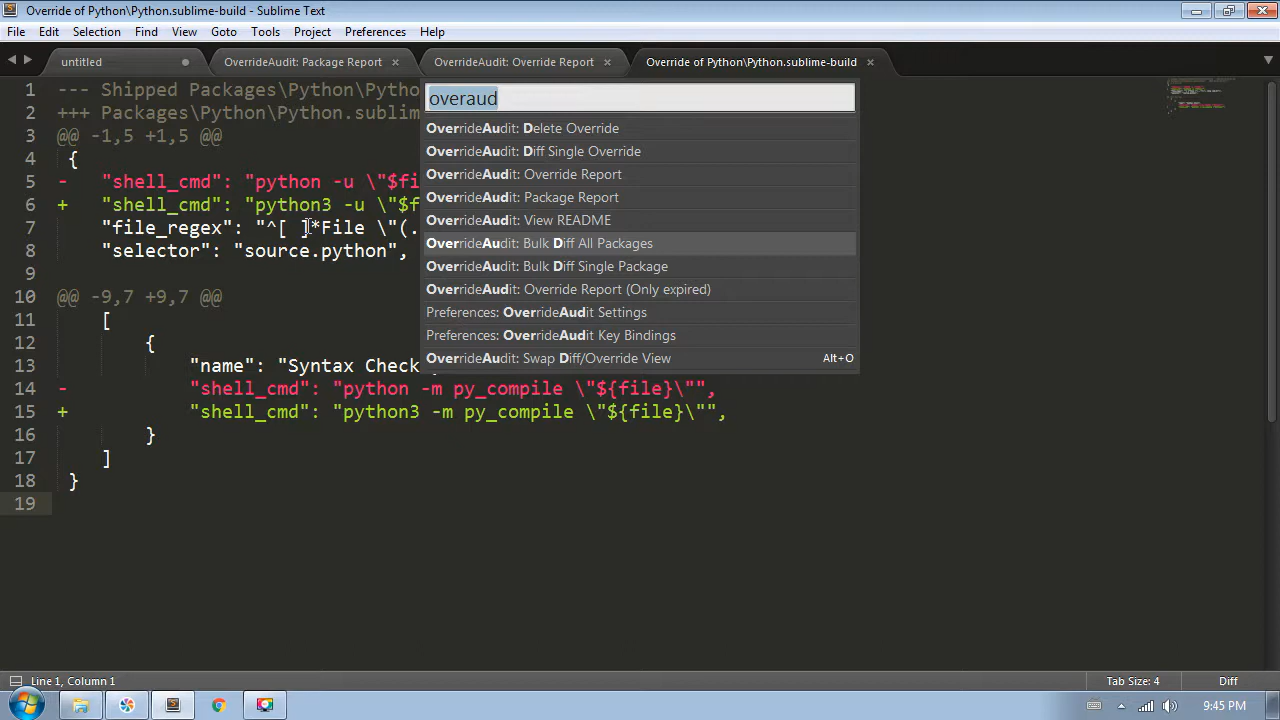 Override of Python\Python.sublime-build - Sublime Text
File Edit Selection Find View Goto Tools Project Preferences Help
untitled OverrideAudit: Package Report OverrideAudit: Override Report Override of Python\Python.sublime-build
overaud
OverrideAudit: Delete Override
OverrideAudit: Diff Single Override
OverrideAudit: Override Report
OverrideAudit: Package Report
OverrideAudit: View README
OverrideAudit: Bulk Diff All Packages
OverrideAudit: Bulk Diff Single Package
OverrideAudit: Override Report (Only expired)
Preferences: OverrideAudit Settings
Preferences: OverrideAudit Key Bindings
OverrideAudit: Swap Diff/Override View Alt+O
1 --- Shipped Packages\Python\Pytho
2 +++ Packages\Python\Python.sublim
3 @@ -1,5 +1,5 @@
4 {
5 - "shell_cmd": "python -u \"$fi
6 + "shell_cmd": "python3 -u \"$f
7 "file_regex": "^[ ]*File \"(.
8 "selector": "source.python",
9
10 @@ -9,7 +9,7 @@
11 [
12 {
13 "name": "Syntax Check
14 - "shell_cmd": "python -m py_compile \"${file}\"",
15 + "shell_cmd": "python3 -m py_compile \"${file}\"",
16 }
17 ]
18 }
19
Line 1, Column 1 Tab Size: 4 Diff
9:45 PM